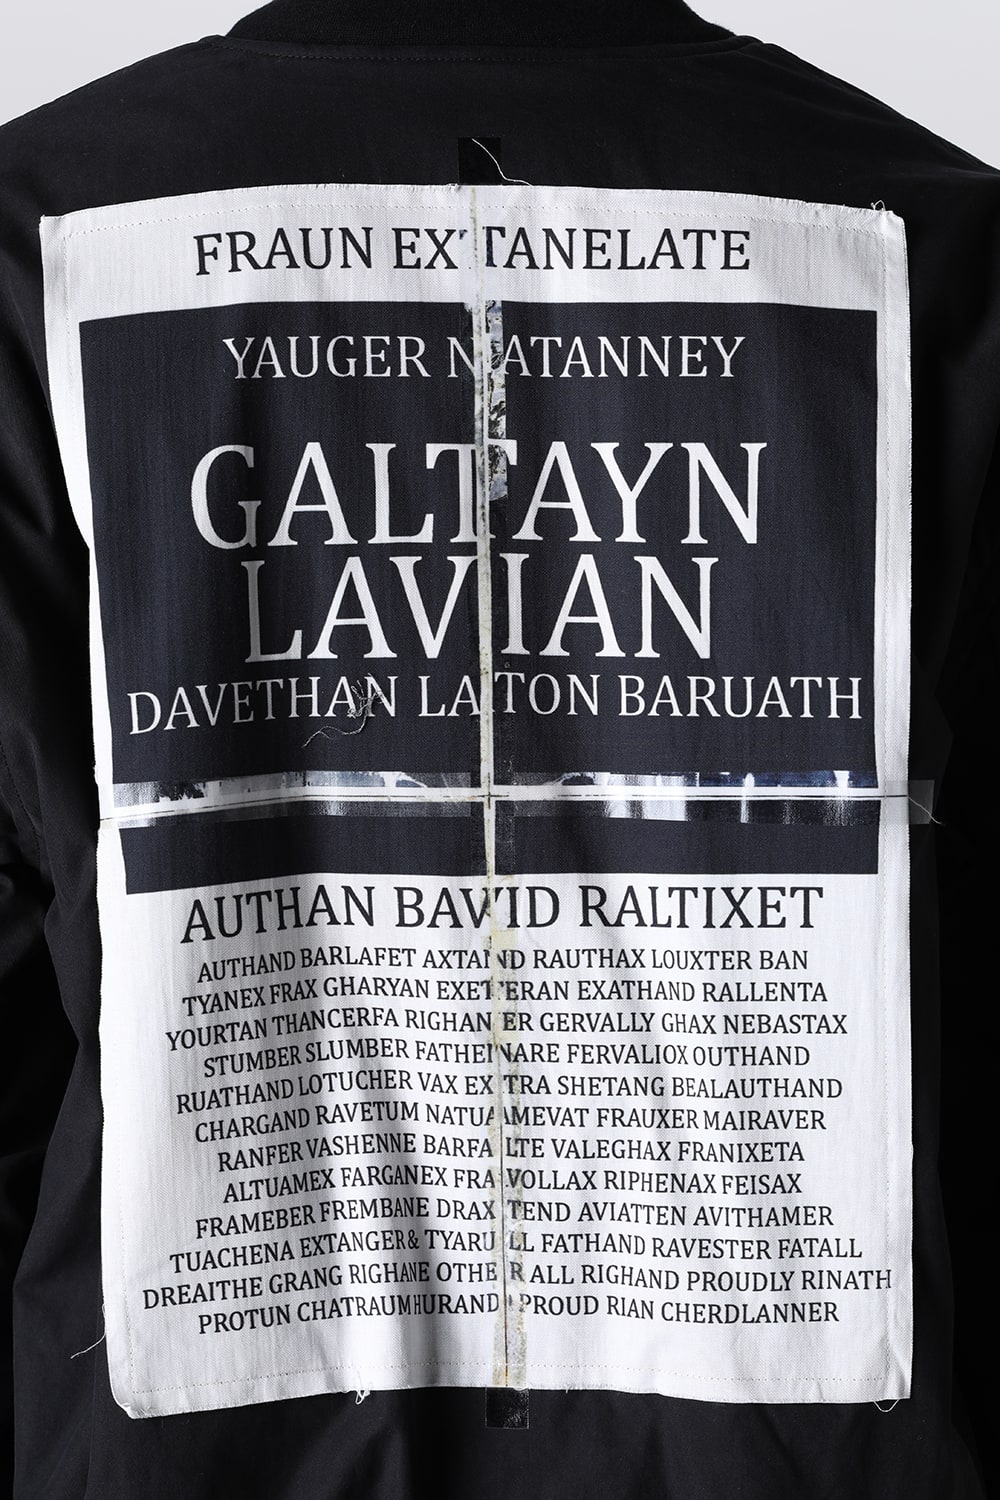 FRAUN EXTANELATE
YAUGER NATANNEY
GALTAYN
LAVIAN
DAVETHAN LAITON BARUATH
AUTHAN BAVID RALTIXET
AUTHAND BARLAFET AXTAND RAUTHAX LOUXTER BAN
TYANEX FRAX GHARYAN EXETERAN EXATHAND RALLENTA
YOURTAN THANCERFA RIGHANER GERVALLY GHAX NEBASTAX
STUMBER SLUMBER FATHEINARE FERVALIOX OUTHAND
RUATHAND LOTUCHER VAX EXTRA SHETANG BEALAUTHAND
CHARGAND RAVETUM NATUAMEVAT FRAUXER MAIRAVER
RANFER VASHENNE BARFALTE VALEGHAX FRANIXETA
ALTUAMEX FARGANEX FRAVOLLAX RIPHENAX FEISAX
FRAMEBER FREMBANE DRAXTEND AVIATTEN AVITHAMER
TUACHENA EXTANGER& TYARULL FATHAND RAVESTER FATALL
DREAITHE GRANG RIGHANE OTHER ALL RIGHAND PROUDLY RINATH
PROTUN CHATRAUMHURAND PROUD RIAN CHERDLANNER